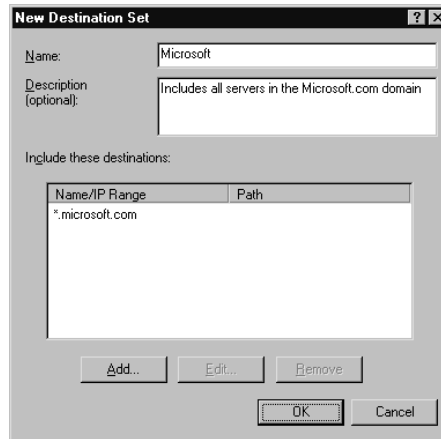 New Destination Set
Name:
Microsoft
Description
(optional):
Includes all servers in the Microsoft.com domain
Include these destinations:
Name/IP Range Path
*.microsoft.com
Add... Edit... Remove
OK Cancel